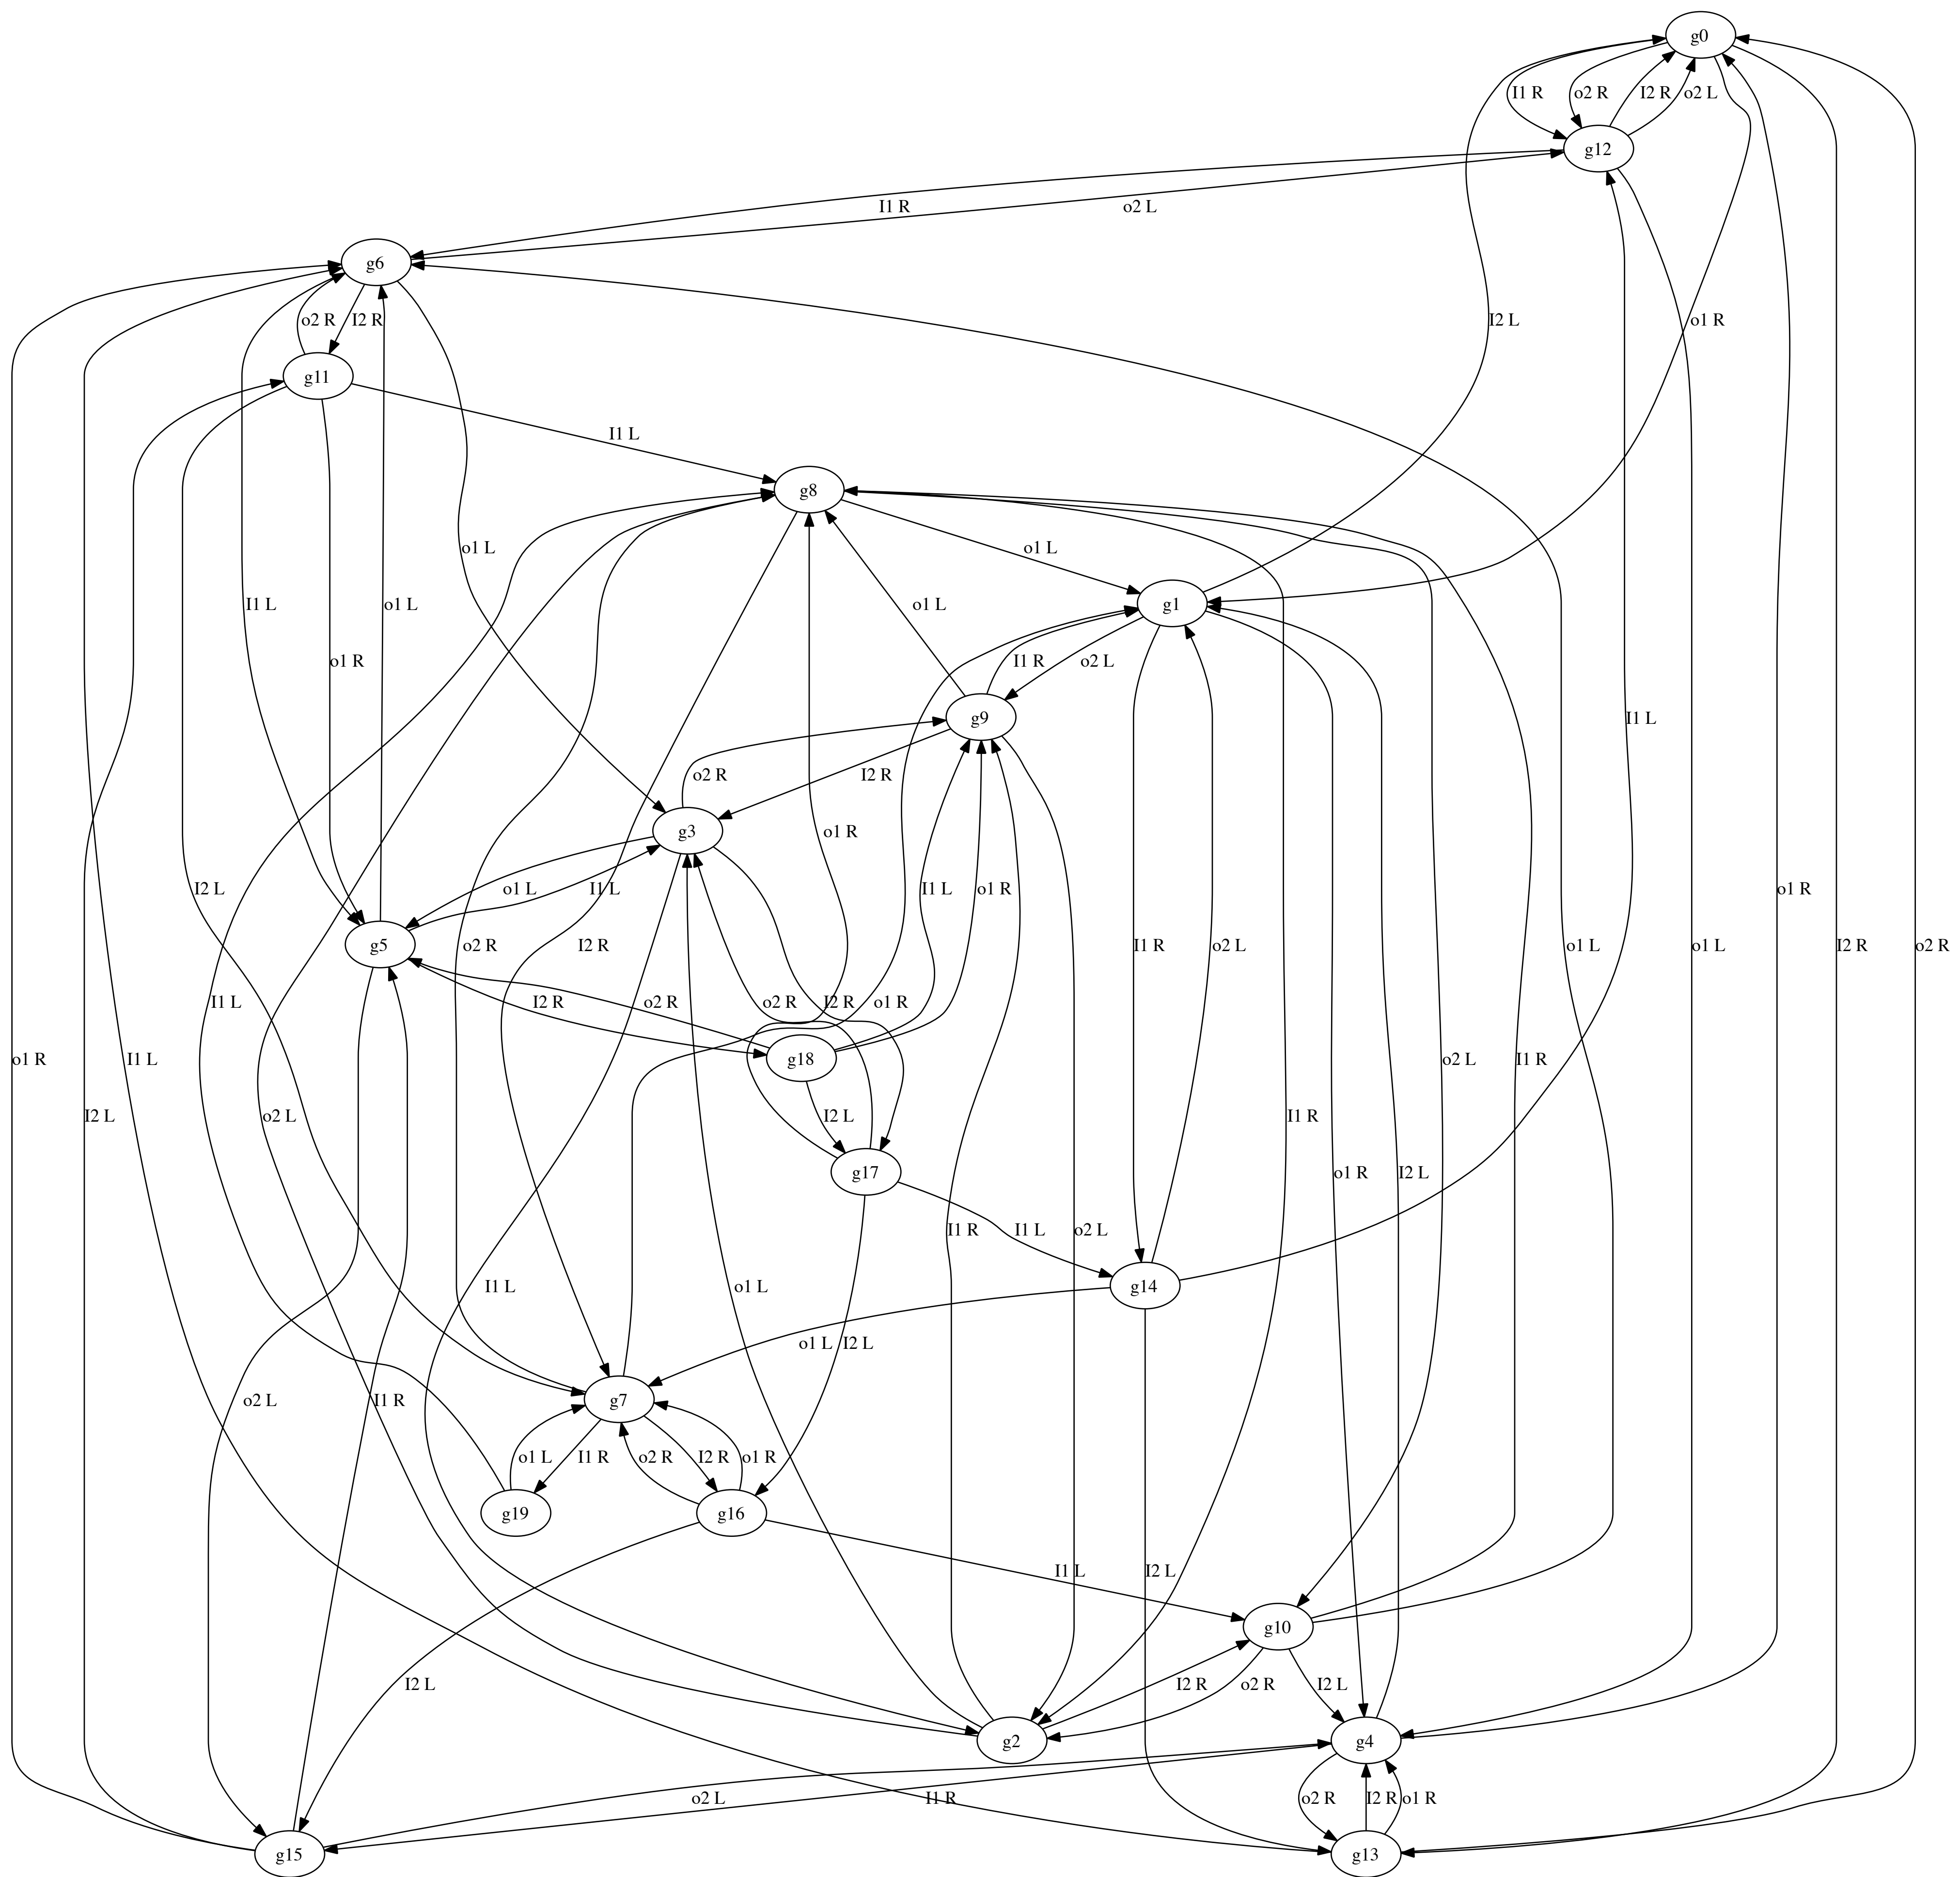 g0
I1 R
o2 R
I2 R
o2 L
g12
I1 R
o2 L
g6
o2 R
I2 R
I2 L
o1 R
g11
I1 L
g8
o1 L
o1 L
I1 L
o1 L
o1 L
g1
o1 R
I1 R
o2 L
g9
I1 L
o2 R
I2 R
o1 R
g3
I2 L
o1 L
I1 L
I1 L
o1 R
o1 R
g5
o2 R
I2 R
o1 L
o1 L
I2 R
o2 R
I1 L
I2 R
o2 R
o2 R
I2 R
o1 R
g18
o1 R
I1 L
o2 L
I1 R
I2 L
o2 L
I2 L
I1 R
o1 R
I2 L
g17
I1 L
I1 R
o2 L
o1 L
I1 L
g14
o1 L
I2 L
o2 L
I1 R
g7
o1 L
I1 R
o2 R
I2 R
o1 R
g19
g16
I1 L
I2 L
g10
I2 L
I2 R
o2 R
I2 L
g2
g4
o2 L
I1 R
o2 R
I2 R
o1 R
g15
g13